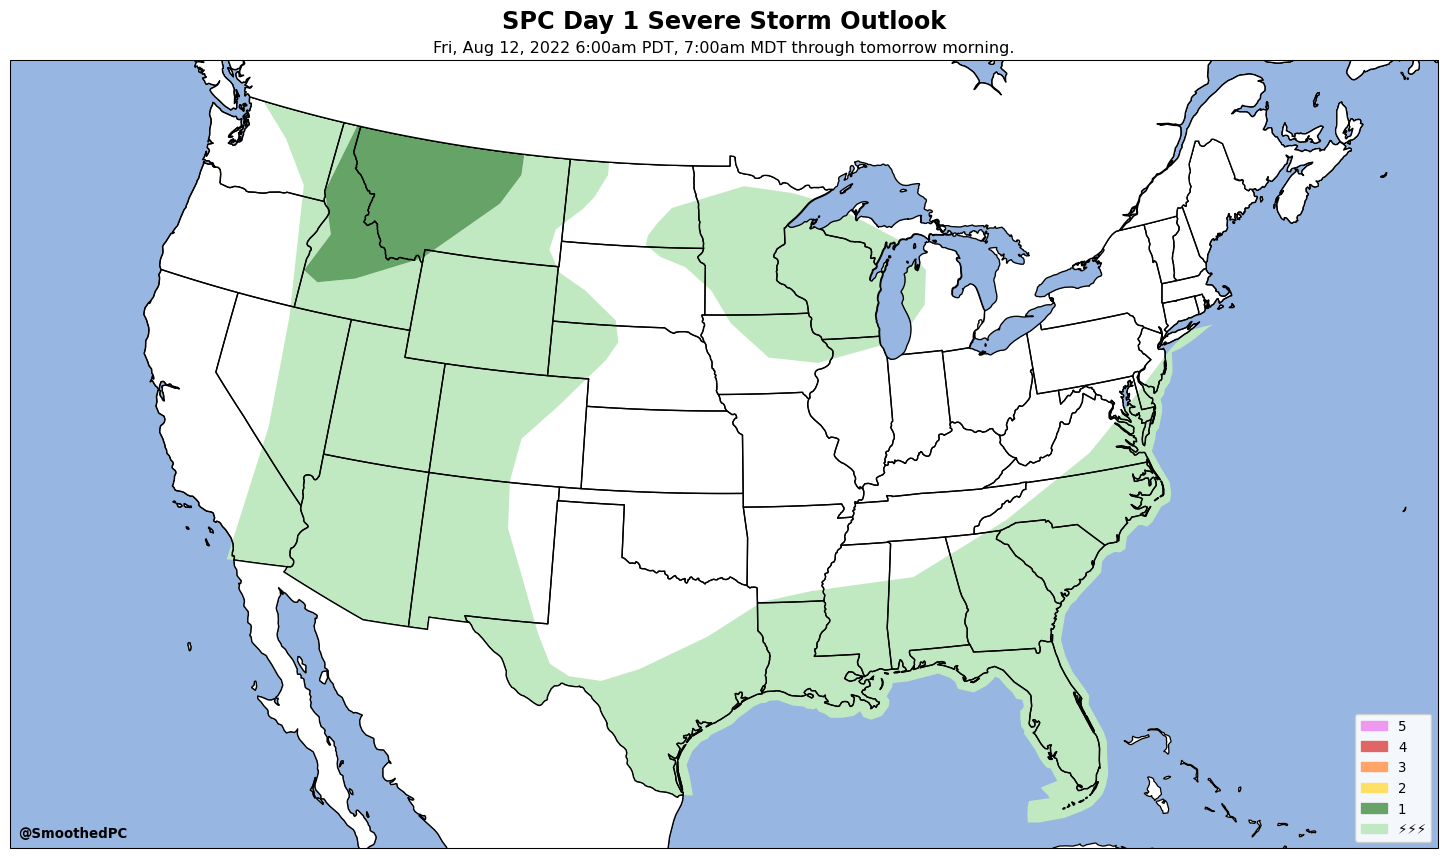 SPC Day 1 Severe Storm Outlook
Fri, Aug 12, 2022 6:00am PDT, 7:00am MDT through tomorrow morning.
5
4
3
2
1
⚡⚡⚡
@SmoothedPC